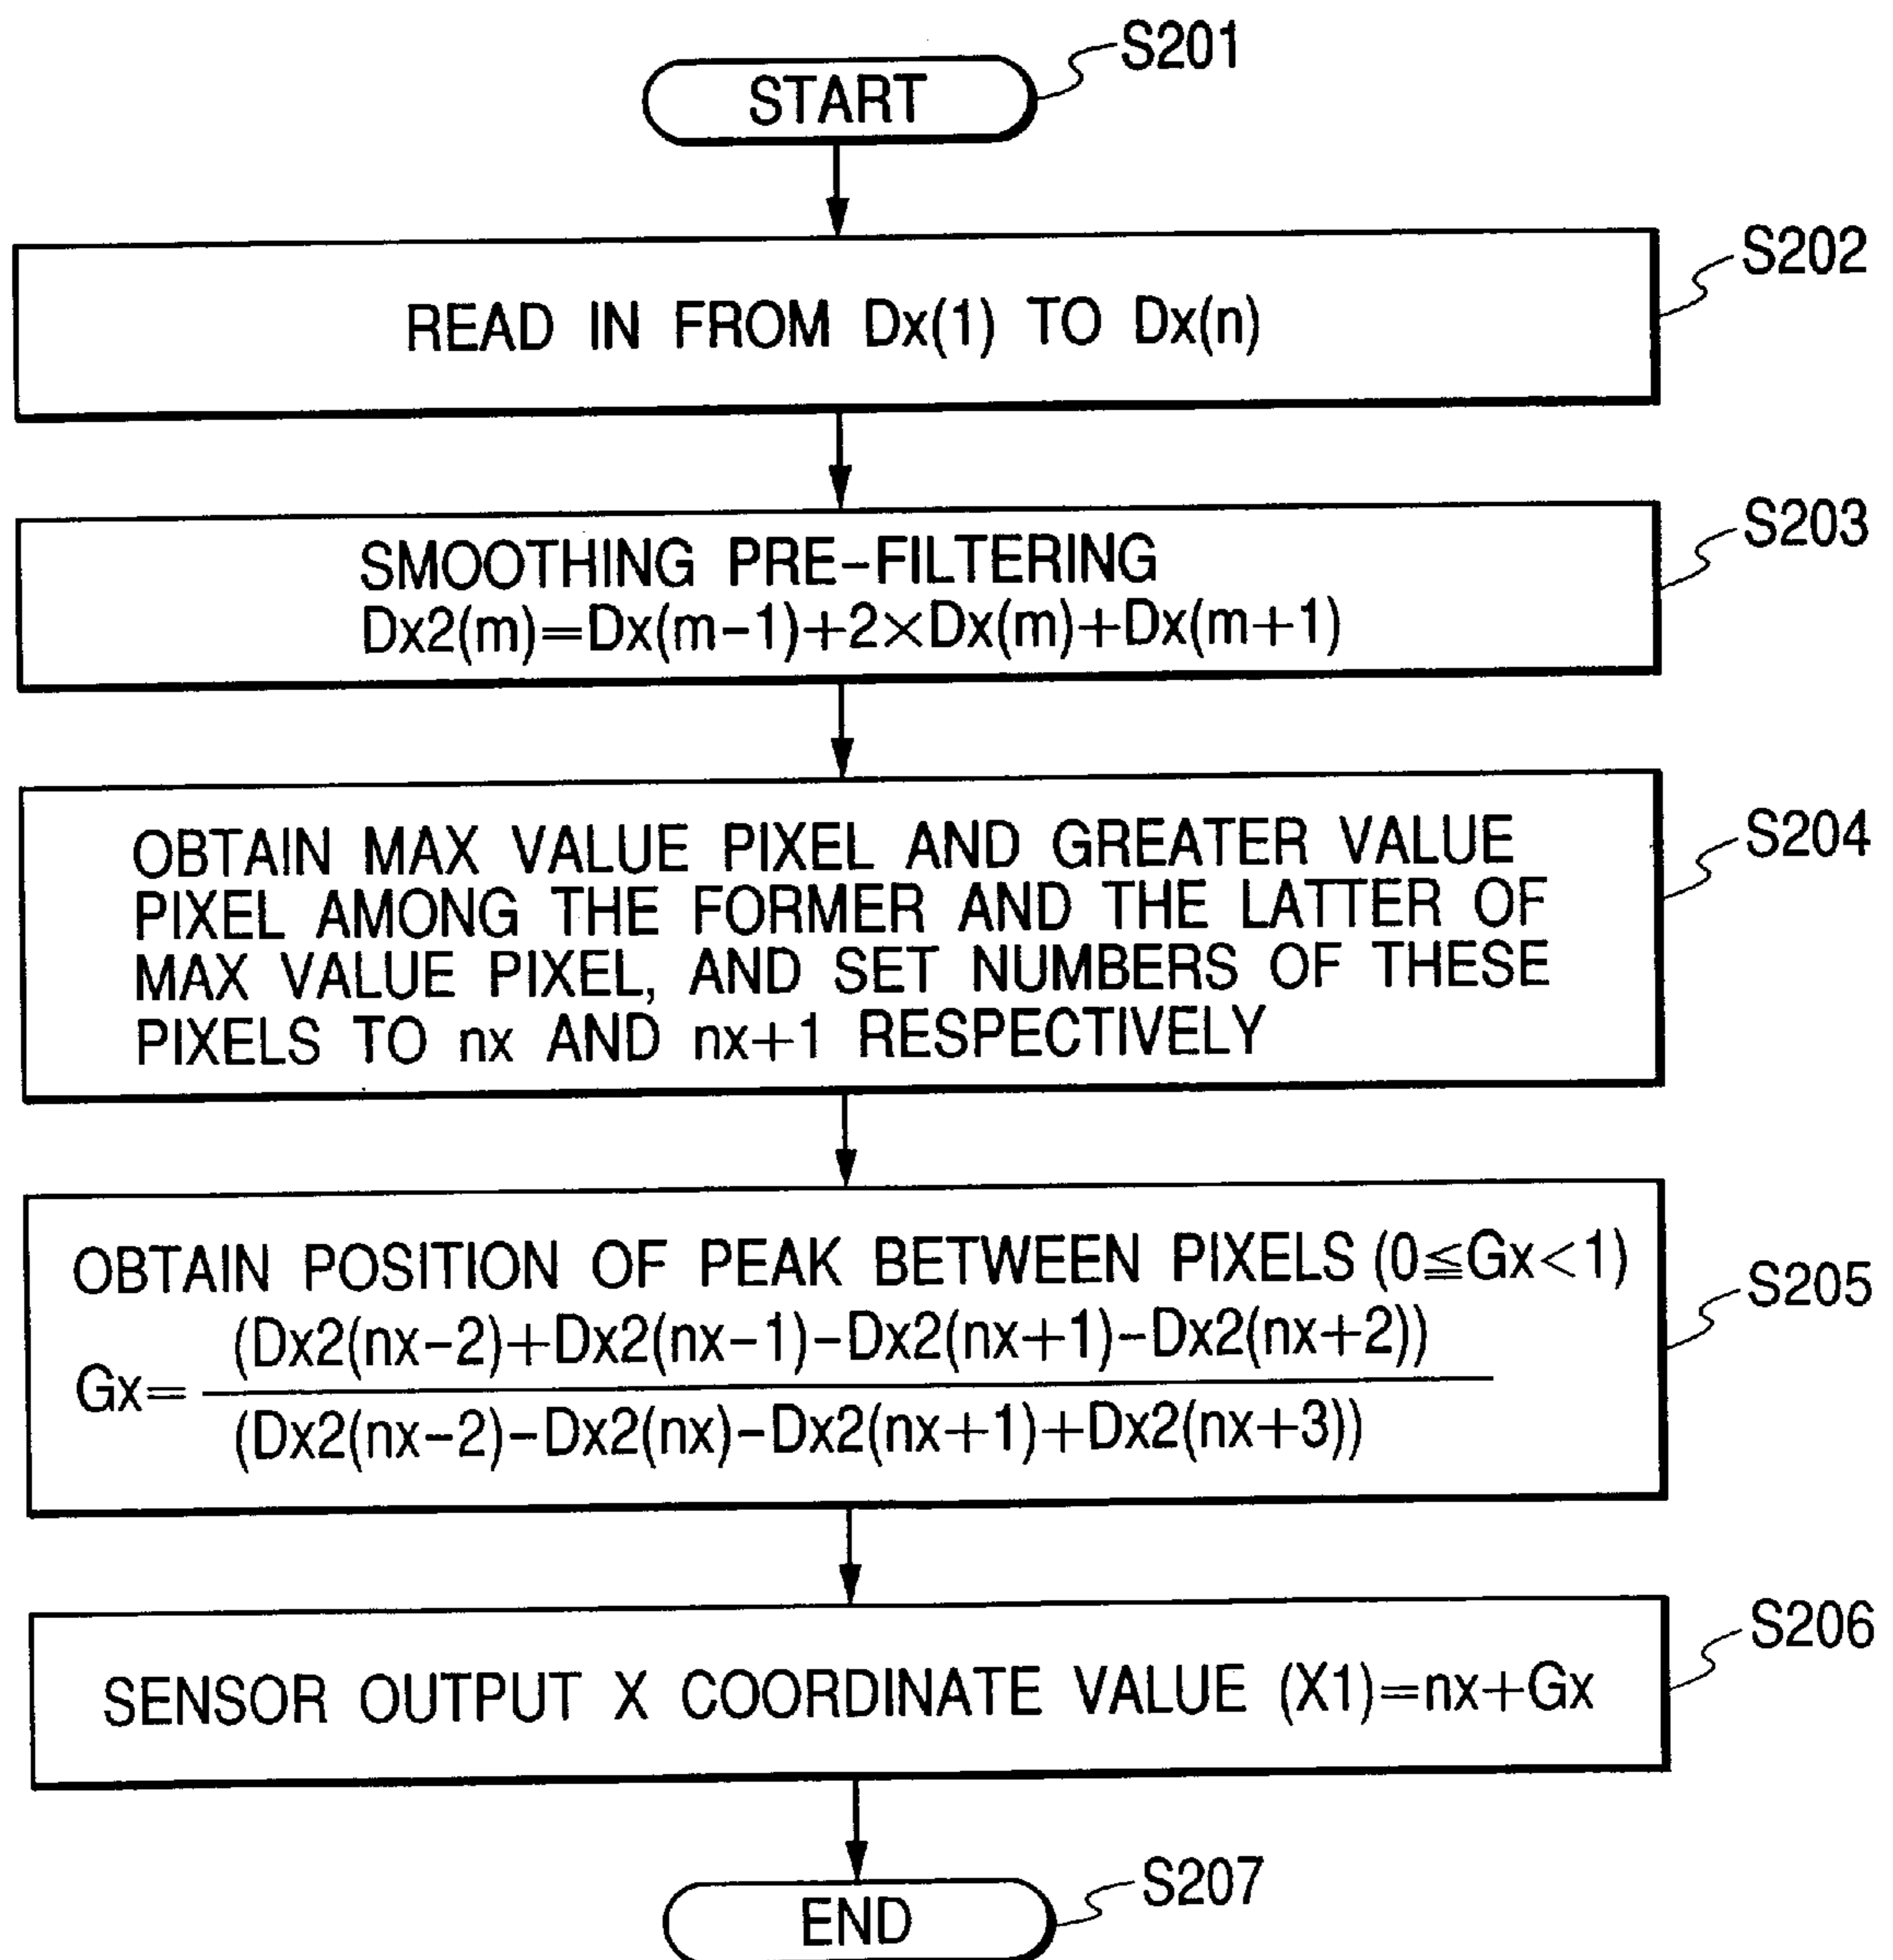 START
S201
READ IN FROM Dx(1) TO Dx(n)
S202
SMOOTHING PRE-FILTERING
Dx2(m)=Dx(m-1)+2×Dx(m)+Dx(m+1)
S203
OBTAIN MAX VALUE PIXEL AND GREATER VALUE
PIXEL AMONG THE FORMER AND THE LATTER OF
MAX VALUE PIXEL, AND SET NUMBERS OF THESE
PIXELS TO nx AND nx+1 RESPECTIVELY
S204
OBTAIN POSITION OF PEAK BETWEEN PIXELS (0≦Gx<1)
(Dx2(nx-2)+Dx2(nx-1)-Dx2(nx+1)-Dx2(nx+2))
Gx=
(Dx2(nx-2)-Dx2(nx)-Dx2(nx+1)+Dx2(nx+3))
S205
SENSOR OUTPUT X COORDINATE VALUE (X1)=nx+Gx
S206
END
S207